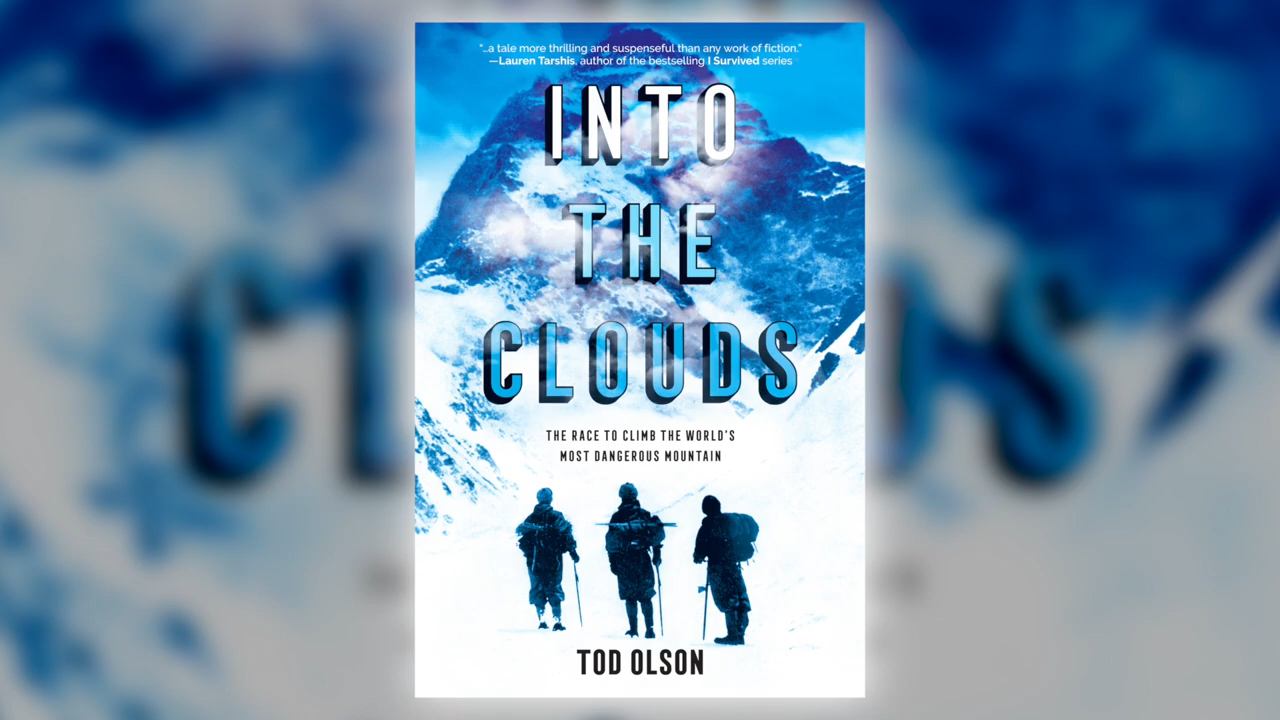 “...a tale more thrilling and suspenseful than any work of fiction.”
—Lauren Tarshis, author of the bestselling I Survived series
INTO
THE
CLOUDS
THE RACE TO CLIMB THE WORLD'S
MOST DANGEROUS MOUNTAIN
TOD OLSON